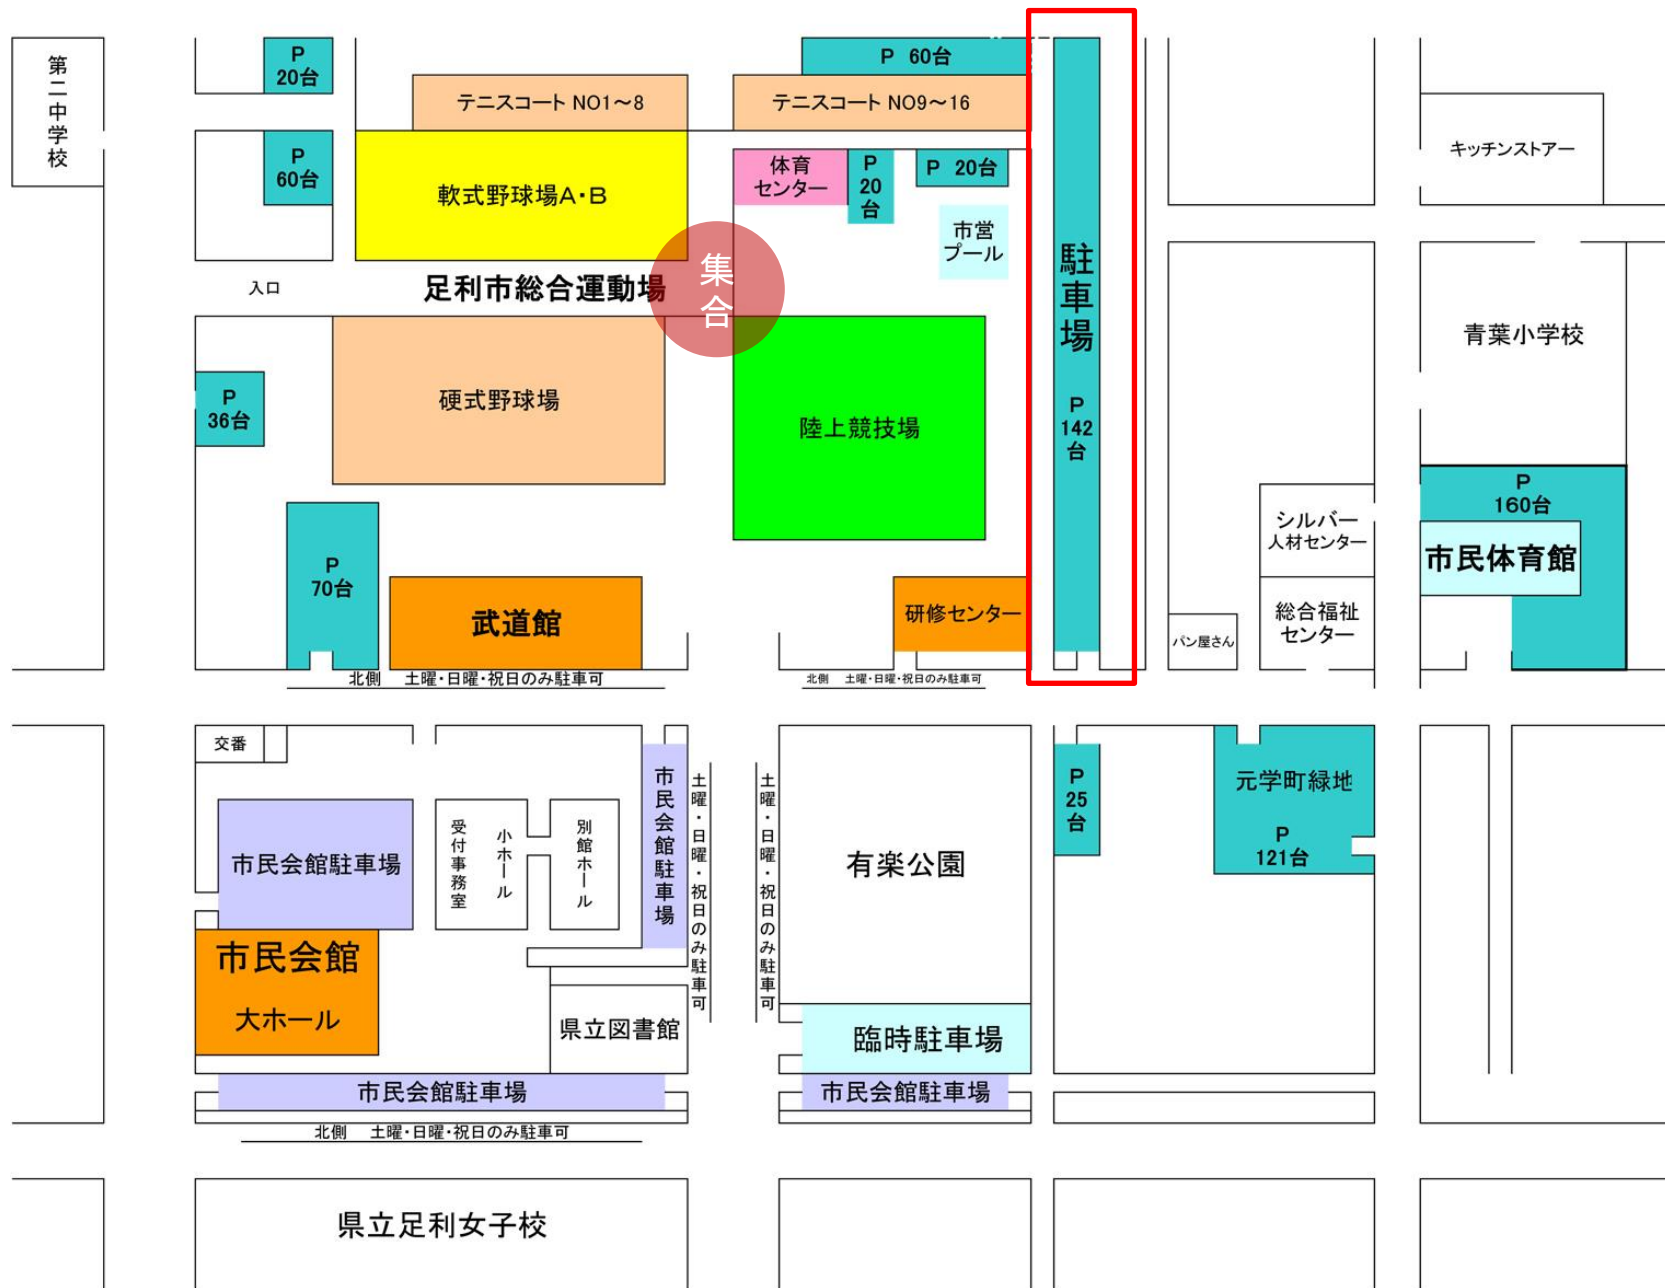 第二中学校
P
20台
P 60台
テニスコート NO1～8
テニスコート NO9～16
P
60台
軟式野球場A・B
体育
センター
P
20
台
P 20台
市営
プール
キッチンストアー
入口
足利市総合運動場
集
合
駐車場
P
142
台
青葉小学校
P
36台
硬式野球場
陸上競技場
P
160台
シルバー
人材センター
市民体育館
P
70台
武道館
研修センター
パン屋さん
総合福祉
センター
北側 土曜・日曜・祝日のみ駐車可
北側 土曜・日曜・祝日のみ駐車可
交番
市民会館駐車場
土曜・日曜・祝日のみ駐車可
土曜・日曜・祝日のみ駐車可
P
25
台
元学町緑地
P
121台
市民会館駐車場
受付事務室
小ホール
別館ホール
有楽公園
市民会館
大ホール
県立図書館
臨時駐車場
市民会館駐車場
市民会館駐車場
北側 土曜・日曜・祝日のみ駐車可
県立足利女子校